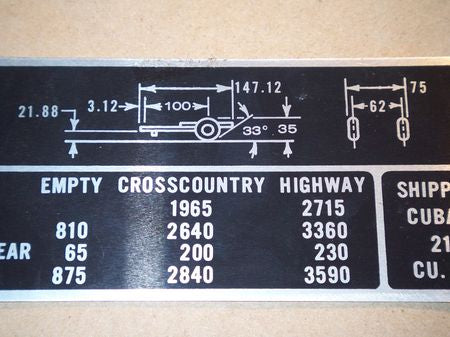 147.12
75
3.12
100
62
21.88
33° 35
EMPTY CROSSCOUNTRY HIGHWAY
1965 2715
810 2640 3360
EAR 65 200 230
875 2840 3590
SHIPP
CUBA
21
CU.